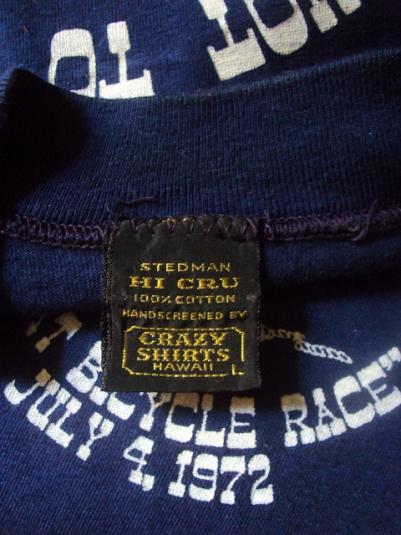 TO
STEDMAN
HI CRU
100% COTTON
HANDSCREENED BY
CRAZY
SHIRTS
HAWAII
L
BICYCLE RACE"
JULY 4, 1972